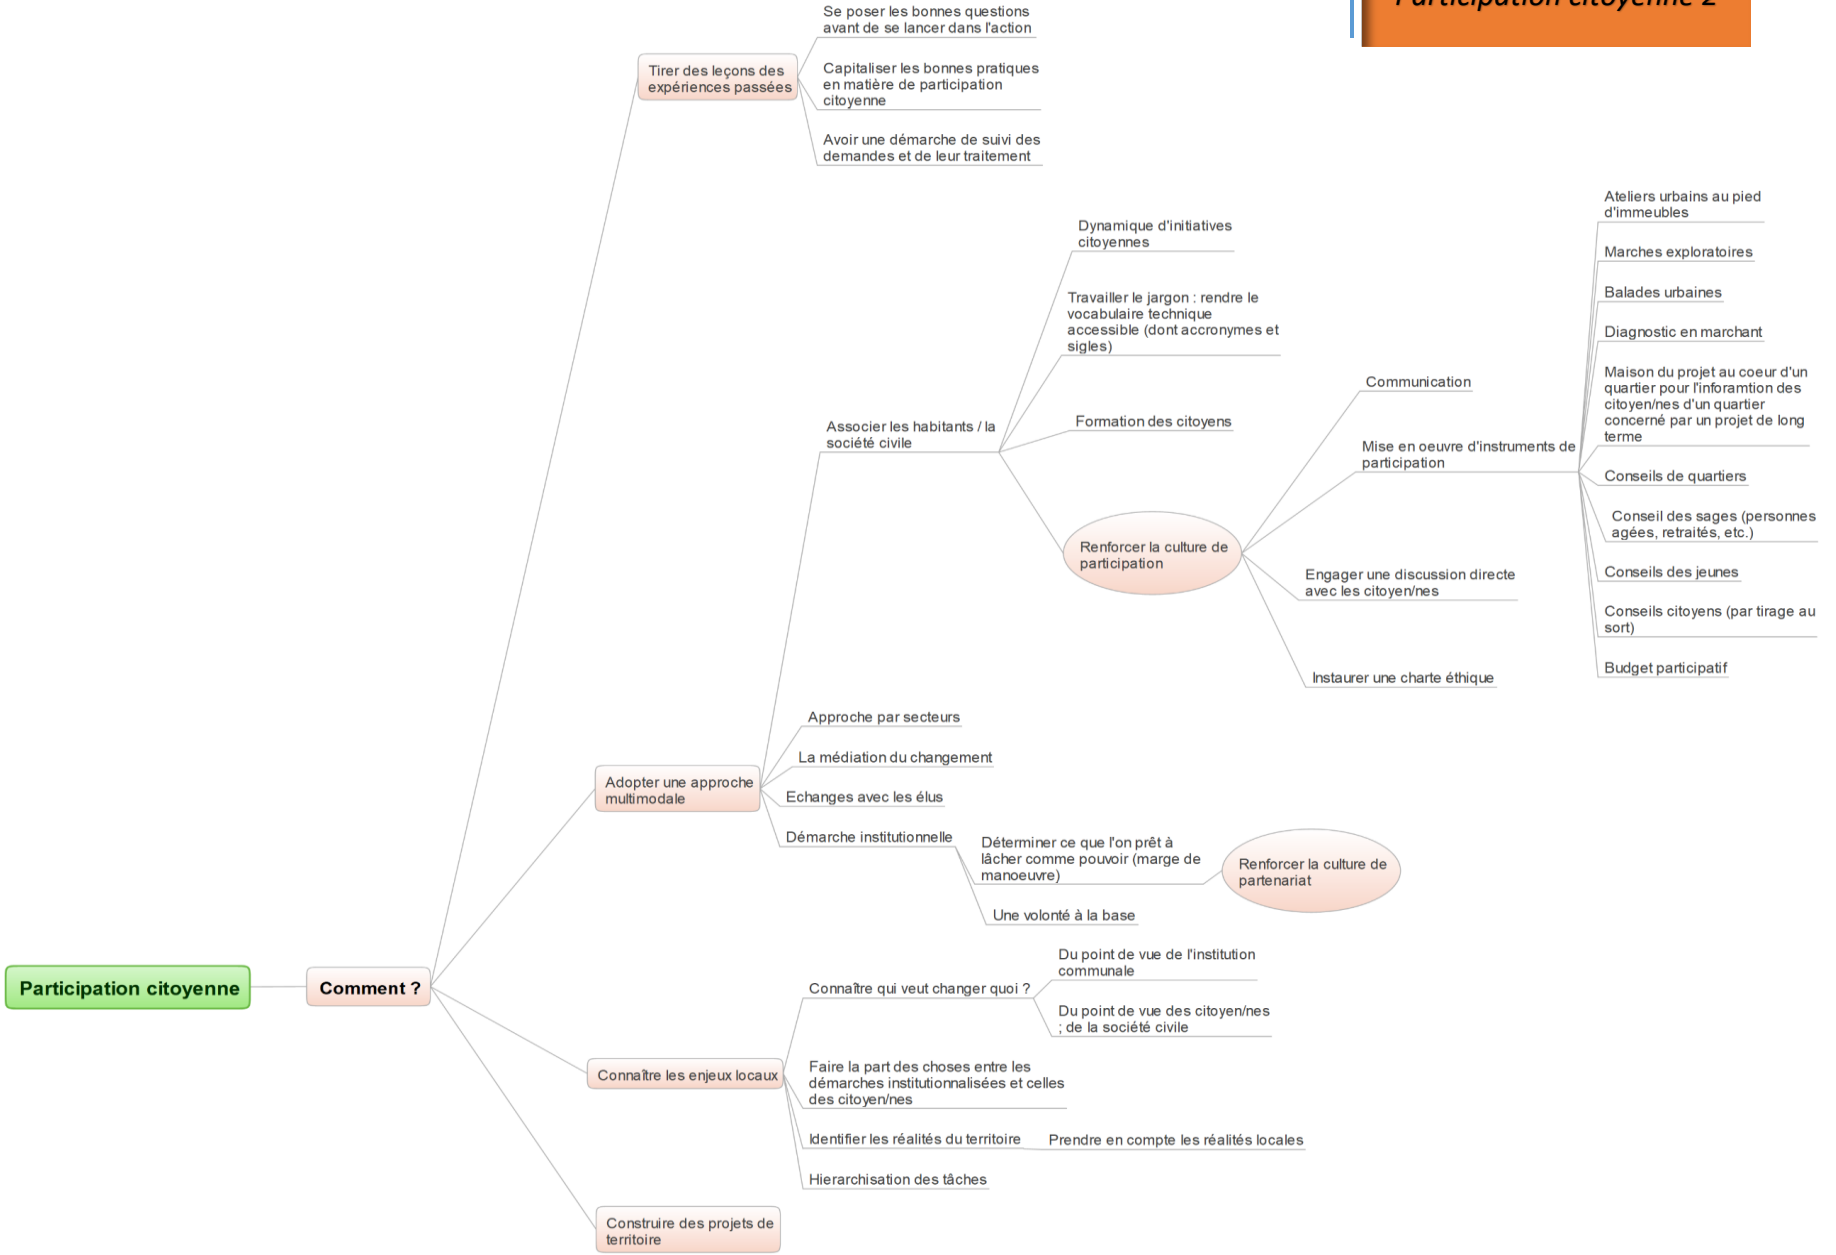 Participation citoyenne 2
Se poser les bonnes questions
avant de se lancer dans l'action
Tirer des leçons des
expériences passées
Capitaliser les bonnes pratiques
en matière de participation
citoyenne
Avoir une démarche de suivi des
demandes et de leur traitement
Ateliers urbains au pied
d'immeubles
Dynamique d'initiatives
citoyennes
Marches exploratoires
Travailler le jargon : rendre le
vocabulaire technique
accessible (dont accronymes et
sigles)
Balades urbaines
Diagnostic en marchant
Communication
Maison du projet au coeur d'un
quartier pour l'inforamtion des
citoyen/nes d'un quartier
concerné par un projet de long
terme
Formation des citoyens
Associer les habitants / la
société civile
Mise en oeuvre d'instruments de
participation
Conseils de quartiers
Conseil des sages (personnes
agées, retraités, etc.)
Renforcer la culture de
participation
Engager une discussion directe
avec les citoyen/nes
Conseils des jeunes
Conseils citoyens (par tirage au
sort)
Budget participatif
Instaurer une charte éthique
Approche par secteurs
La médiation du changement
Adopter une approche
multimodale
Echanges avec les élus
Démarche institutionnelle
Déterminer ce que l'on prêt à
lâcher comme pouvoir (marge de
manoeuvre)
Renforcer la culture de
partenariat
Une volonté à la base
Participation citoyenne
Comment ?
Du point de vue de l'institution
communale
Connaître qui veut changer quoi ?
Du point de vue des citoyen/nes
; de la société civile
Connaître les enjeux locaux
Faire la part des choses entre les
démarches institutionnalisées et celles
des citoyen/nes
Identifier les réalités du territoire
Prendre en compte les réalités locales
Hierarchisation des tâches
Construire des projets de
territoire